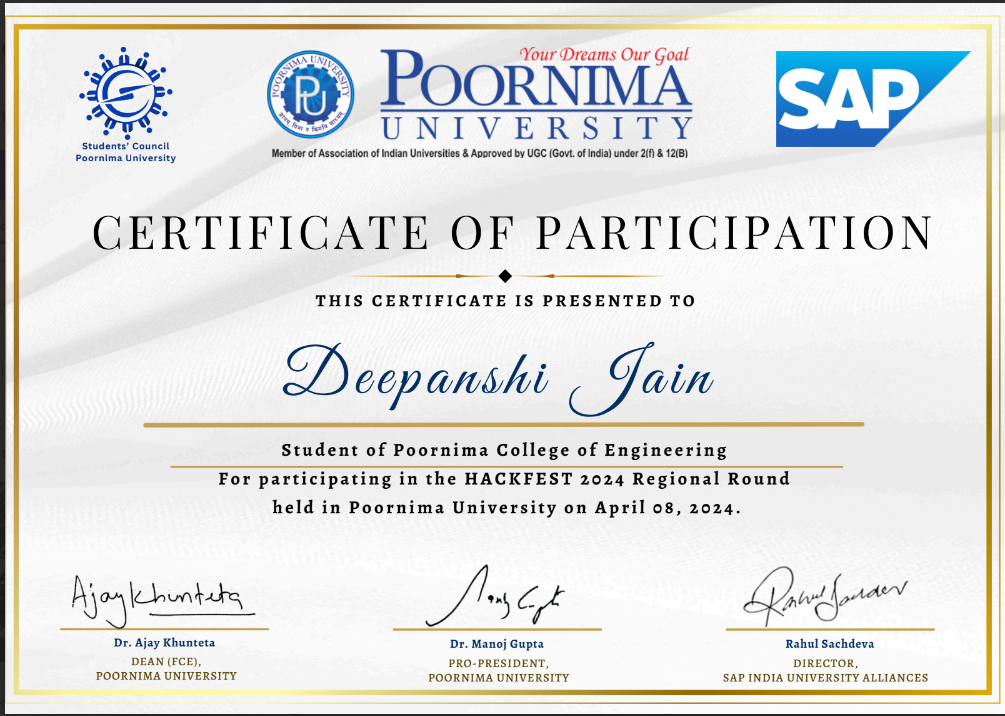 Students' Council
Poornima University
POORNIMA UNIVERSITY
PU
Your Dreams Our Goal
POORNIMA
UNIVERSITY
Member of Association of Indian Universities & Approved by UGC (Govt. of India) under 2(f) & 12(B)
SAP
CERTIFICATE OF PARTICIPATION
THIS CERTIFICATE IS PRESENTED TO
Deepanshi Jain
Student of Poornima College of Engineering
For participating in the HACKFEST 2024 Regional Round
held in Poornima University on April 08, 2024.
AjayKhunteta
Manoj Gupta
Rahul Sachdev
Dr. Ajay Khunteta
DEAN (FCE),
POORNIMA UNIVERSITY
Dr. Manoj Gupta
PRO-PRESIDENT,
POORNIMA UNIVERSITY
Rahul Sachdeva
DIRECTOR,
SAP INDIA UNIVERSITY ALLIANCES